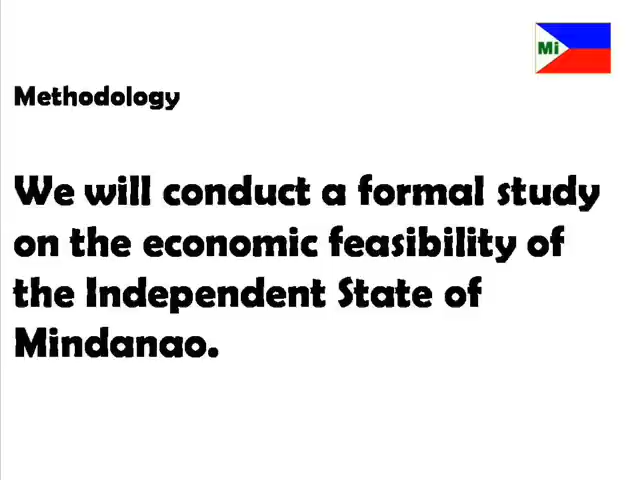 Mi
Methodology
We will conduct a formal study
on the economic feasibility of
the Independent State of
Mindanao.